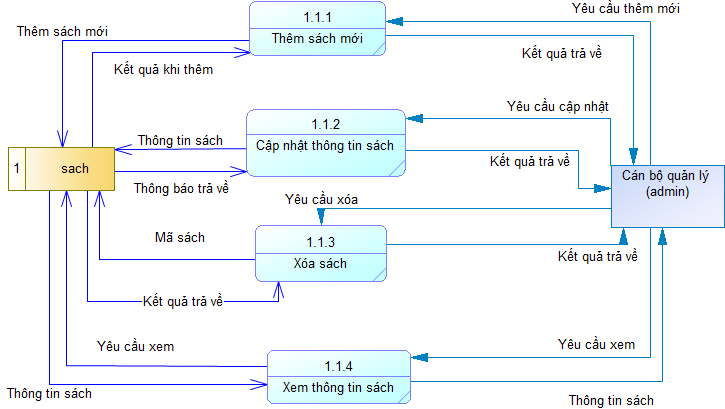 Yêu cầu thêm mới
1.1.1
Thêm sách mới
Thêm sách mới
Kết quả trả về
Kết quả khi thêm
Yêu cầu cập nhật
1.1.2
Thông tin sách
Cập nhật thông tin sách
Kết quả trả về
1
sach
Cán bộ quản lý
(admin)
Thông báo trả về
Yêu cầu xóa
Mã sách
1.1.3
Xóa sách
Kết quả trả về
Kết quả trả về
Yêu cầu xem
Yêu cầu xem
1.1.4
Xem thông tin sách
Thông tin sách
Thông tin sách